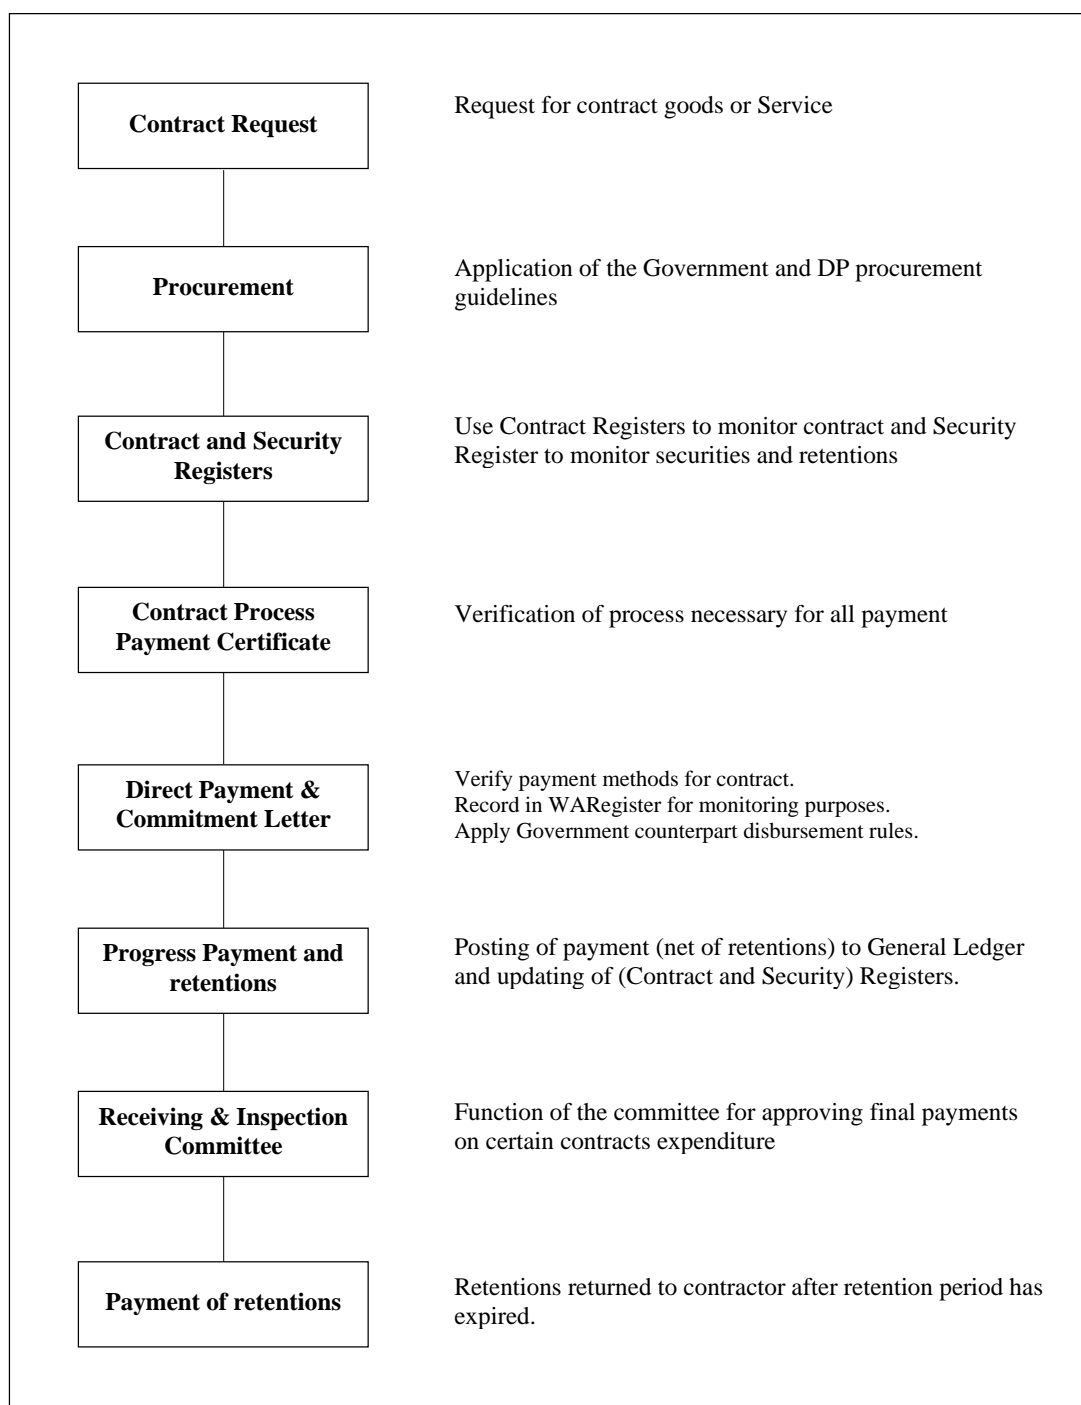 Contract Request
Request for contract goods or Service
Procurement
Application of the Government and DP procurement
guidelines
Contract and Security
Registers
Use Contract Registers to monitor contract and Security
Register to monitor securities and retentions
Contract Process
Payment Certificate
Verification of process necessary for all payment
Direct Payment &
Commitment Letter
Verify payment methods for contract.
Record in WARegister for monitoring purposes.
Apply Government counterpart disbursement rules.
Progress Payment and
retentions
Posting of payment (net of retentions) to General Ledger
and updating of (Contract and Security) Registers.
Receiving & Inspection
Committee
Function of the committee for approving final payments
on certain contracts expenditure
Payment of retentions
Retentions returned to contractor after retention period has
expired.